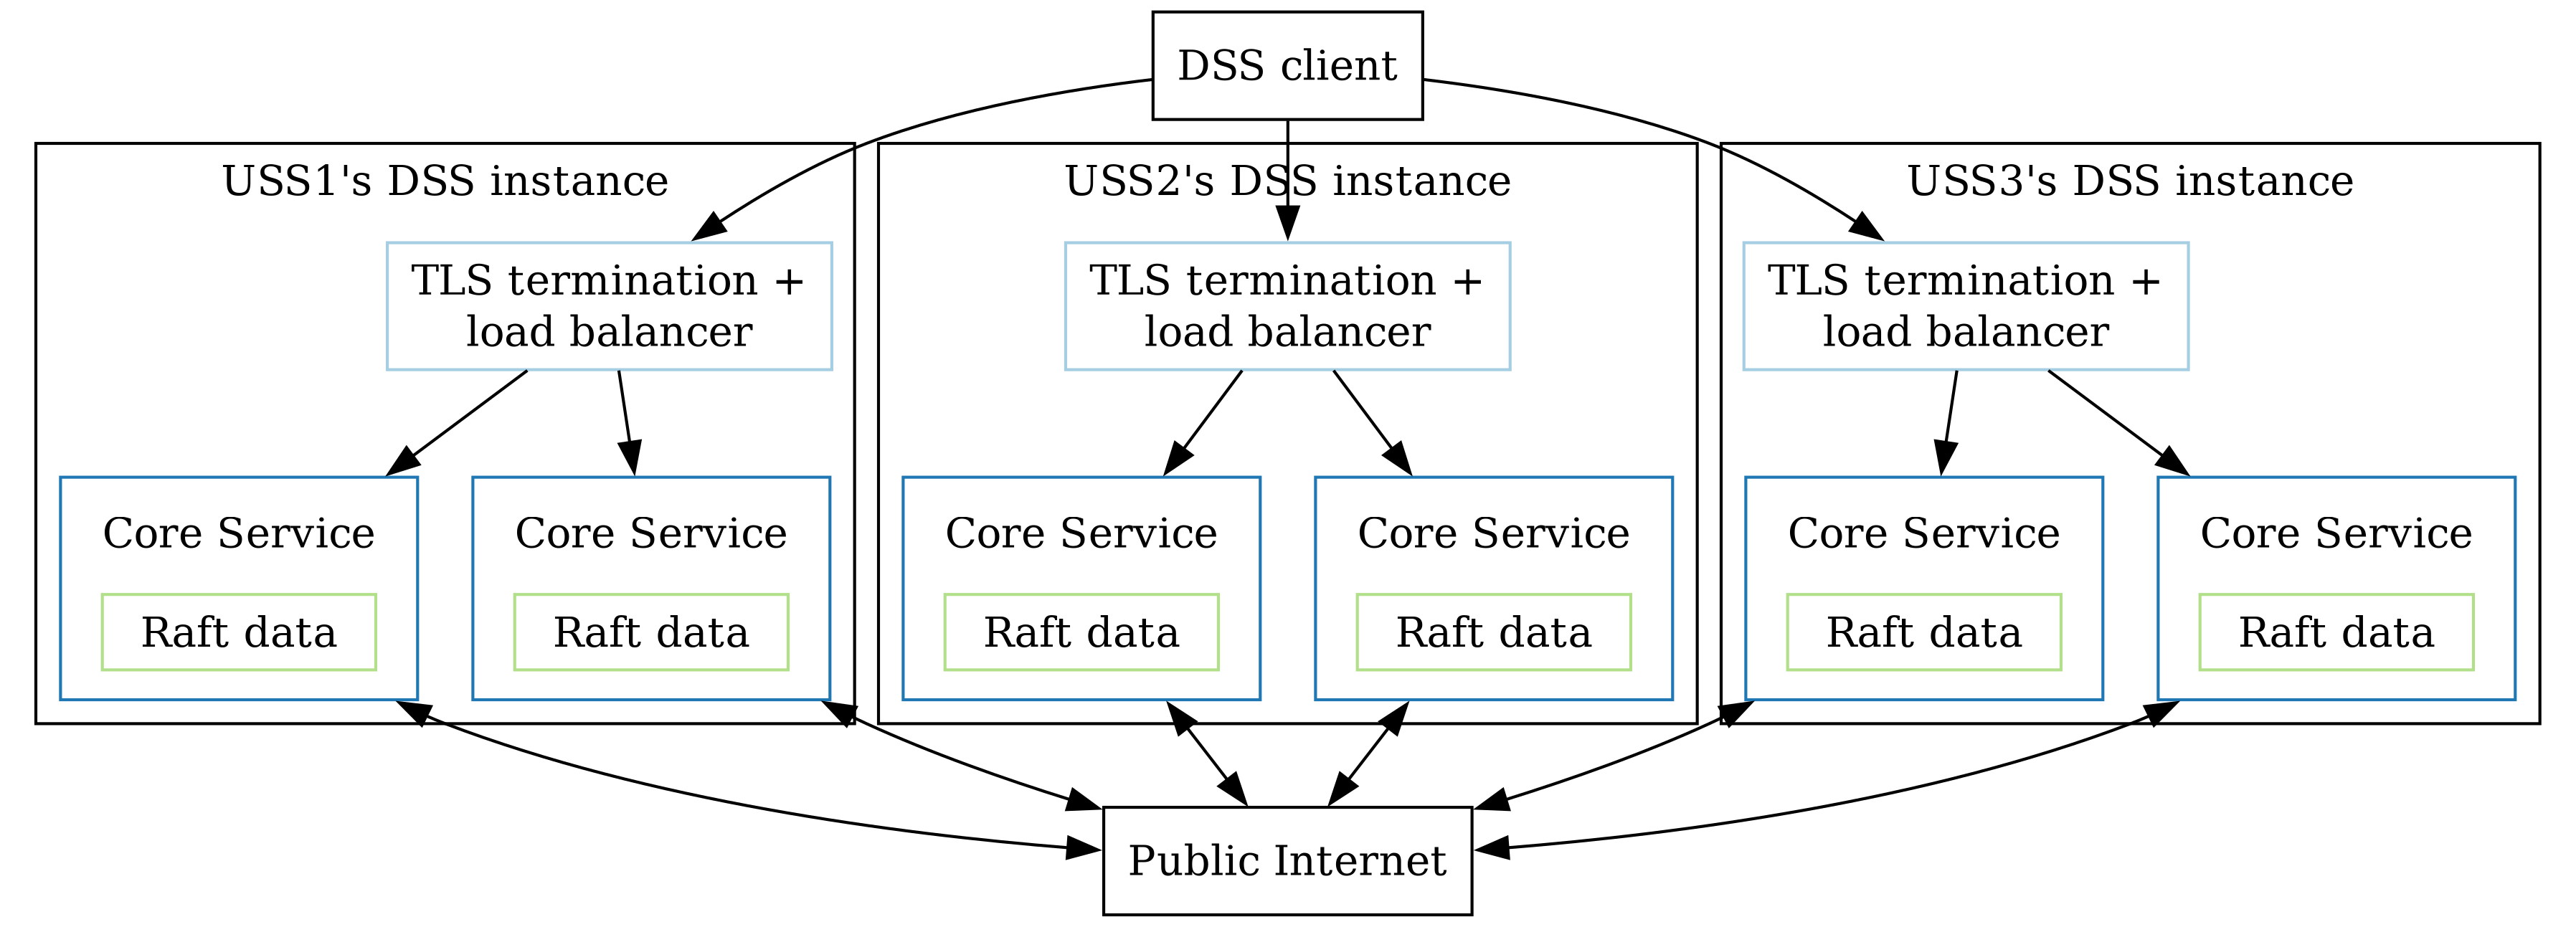 DSS client
USS1's DSS instance
USS2's DSS instance
USS3's DSS instance
TLS termination +
load balancer
TLS termination +
load balancer
TLS termination +
load balancer
Core Service
Core Service
Core Service
Core Service
Core Service
Core Service
Raft data
Raft data
Raft data
Raft data
Raft data
Raft data
Public Internet